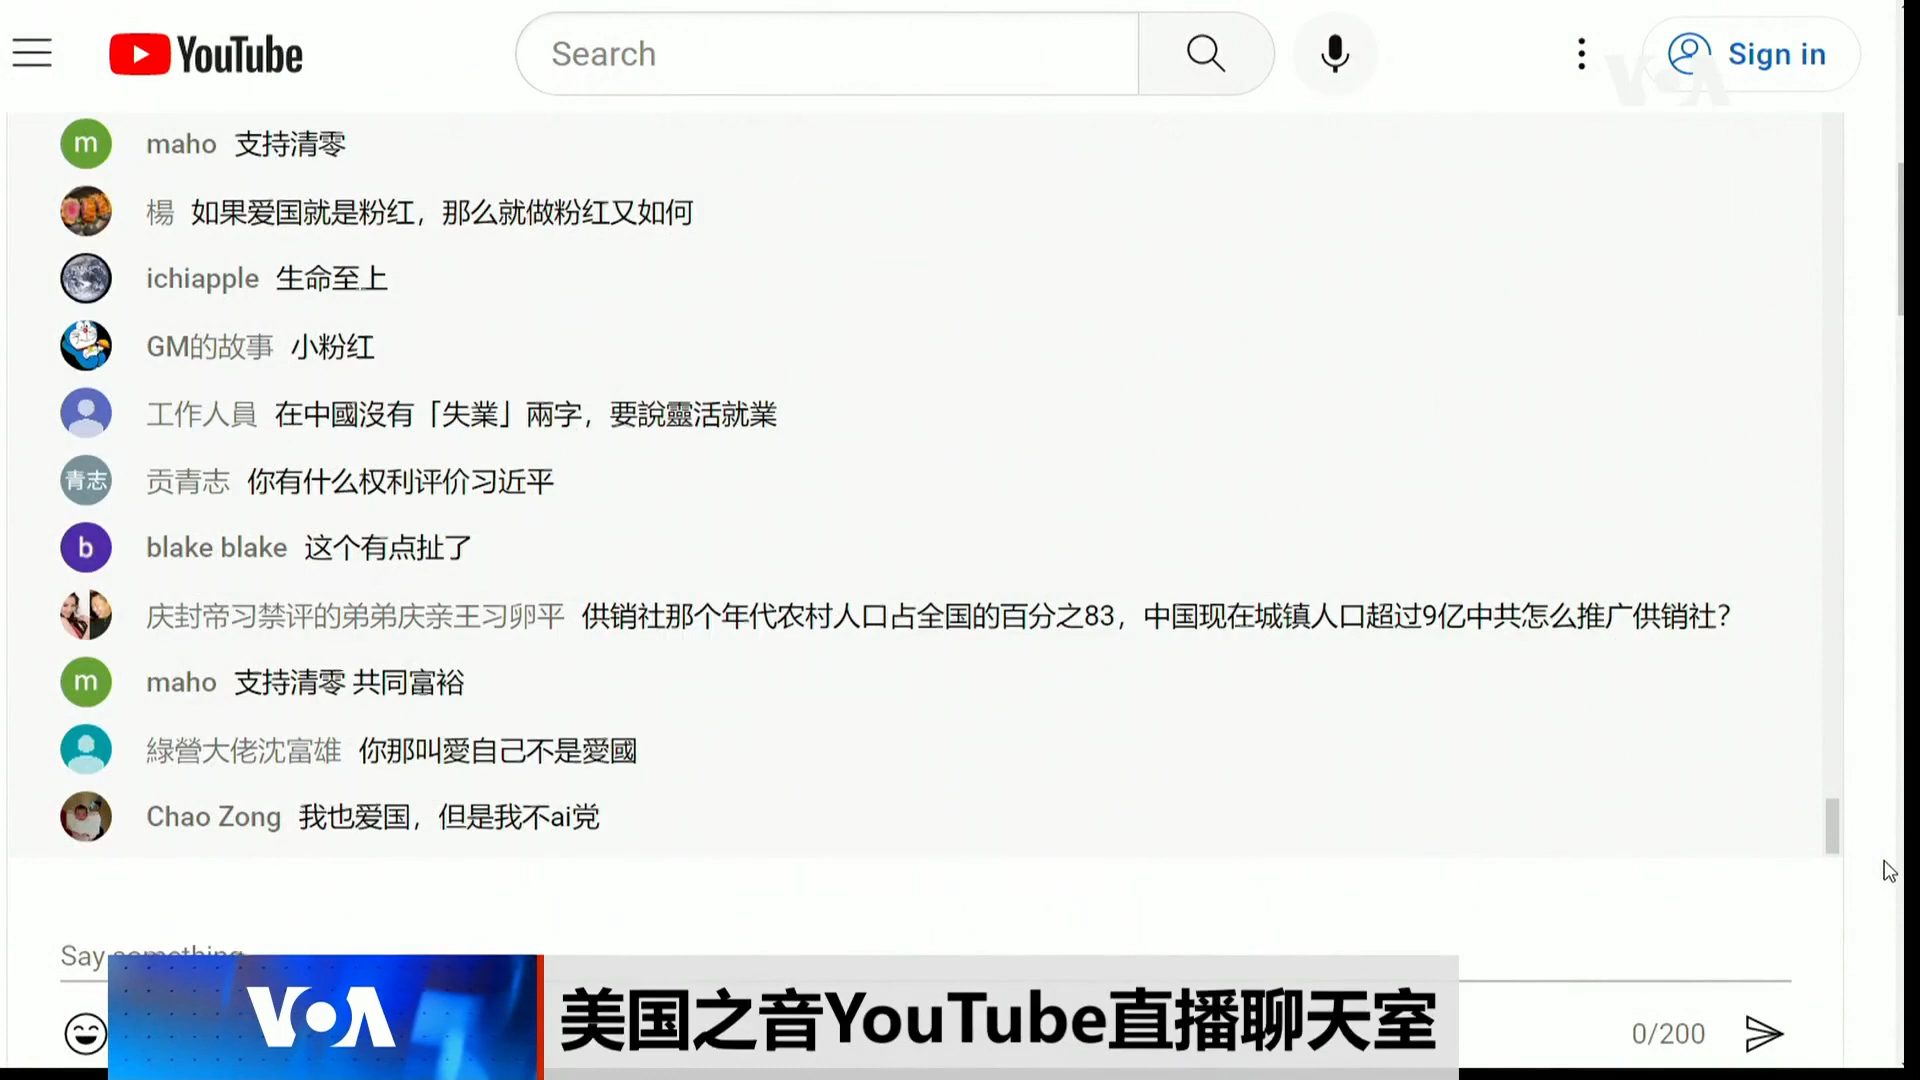 YouTube
Search
Sign in
VOA
m maho 支持清零
楊 如果爱国就是粉红，那么就做粉红又如何
ichiapple 生命至上
GM的故事 小粉红
工作人員 在中國沒有「失業」兩字，要說靈活就業
青志 贡青志 你有什么权利评价习近平
b blake blake 这个有点扯了
庆封帝习禁评的弟弟庆亲王习卵平 供销社那个年代农村人口占全国的百分之83，中国现在城镇人口超过9亿中共怎么推广供销社？
m maho 支持清零 共同富裕
綠營大佬沈富雄 你那叫愛自己不是愛國
Chao Zong 我也爱国，但是我不ai党
Say something...
VOA 美国之音YouTube直播聊天室
0/200